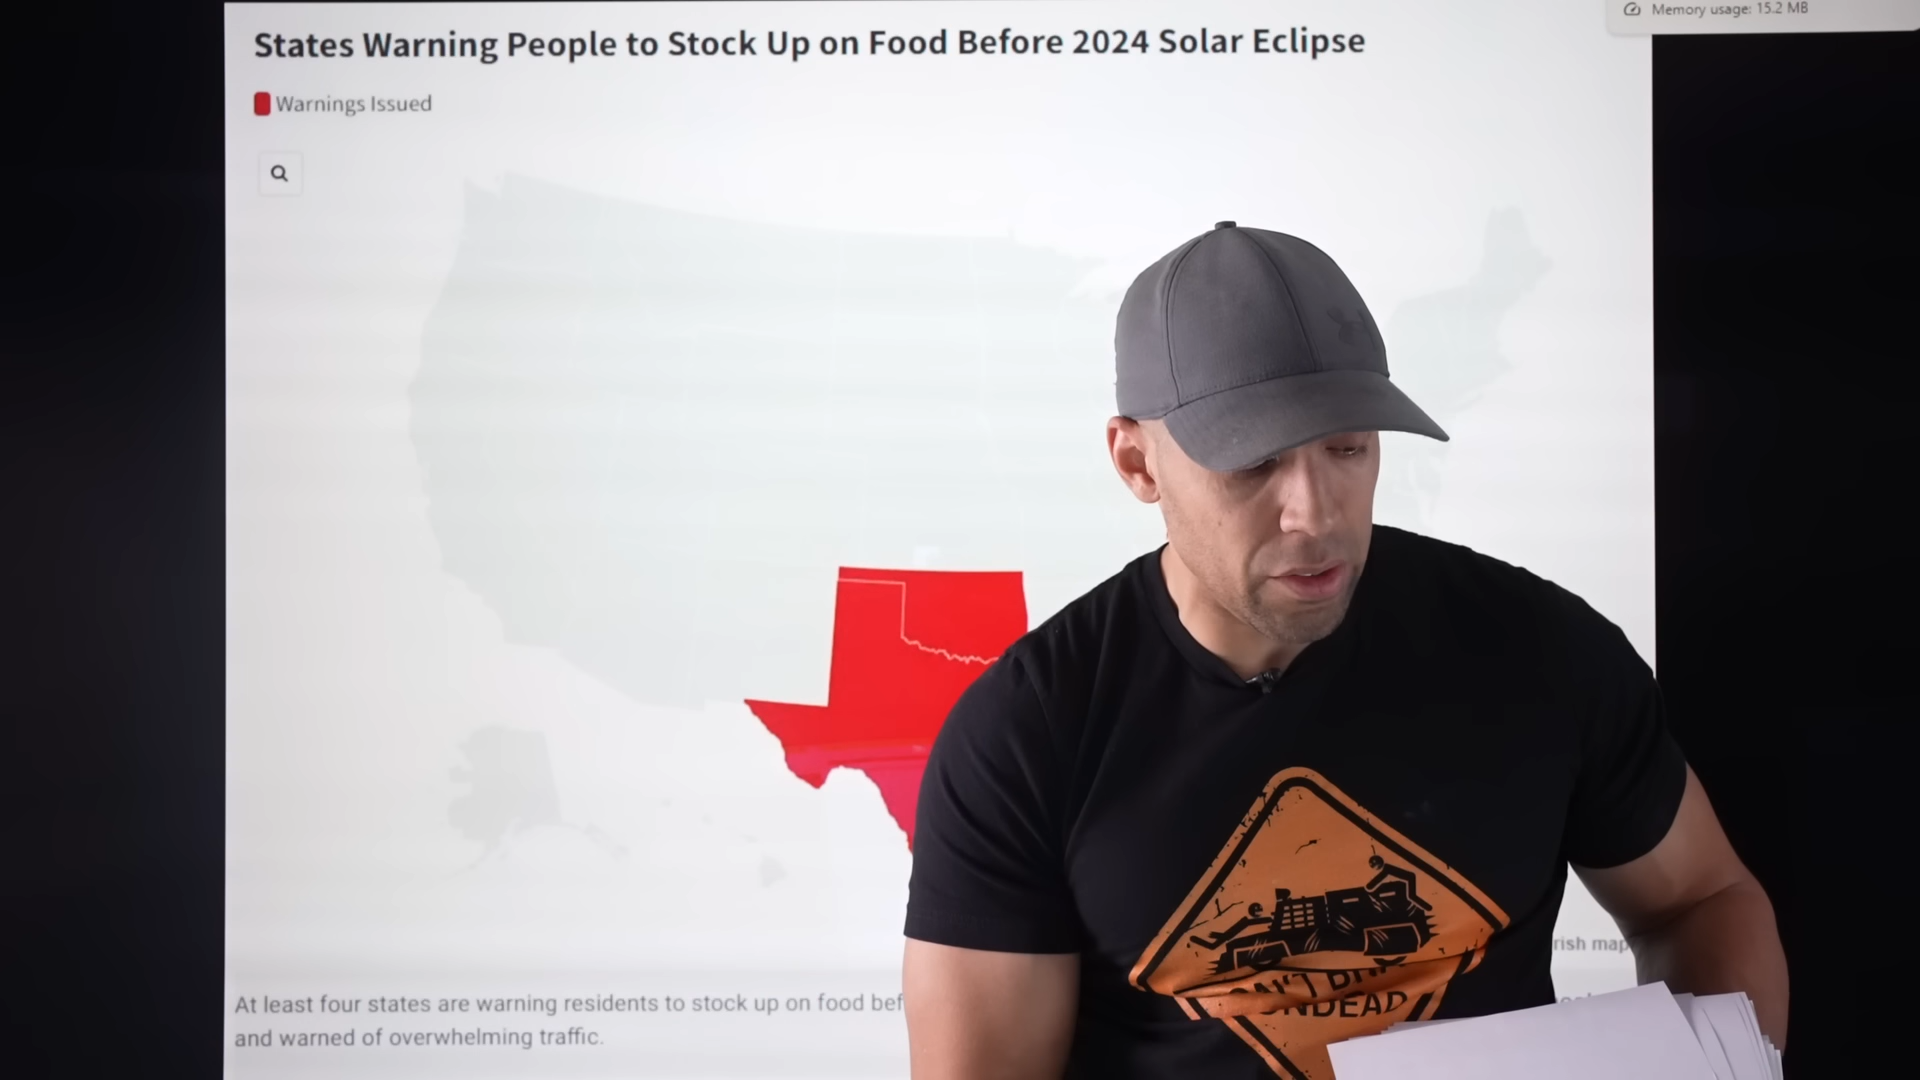 Memory usage: 15.2 MB
States Warning People to Stock Up on Food Before 2024 Solar Eclipse
Warnings Issued
rish map
At least four states are warning residents to stock up on food bef
and warned of overwhelming traffic.
NDEAD